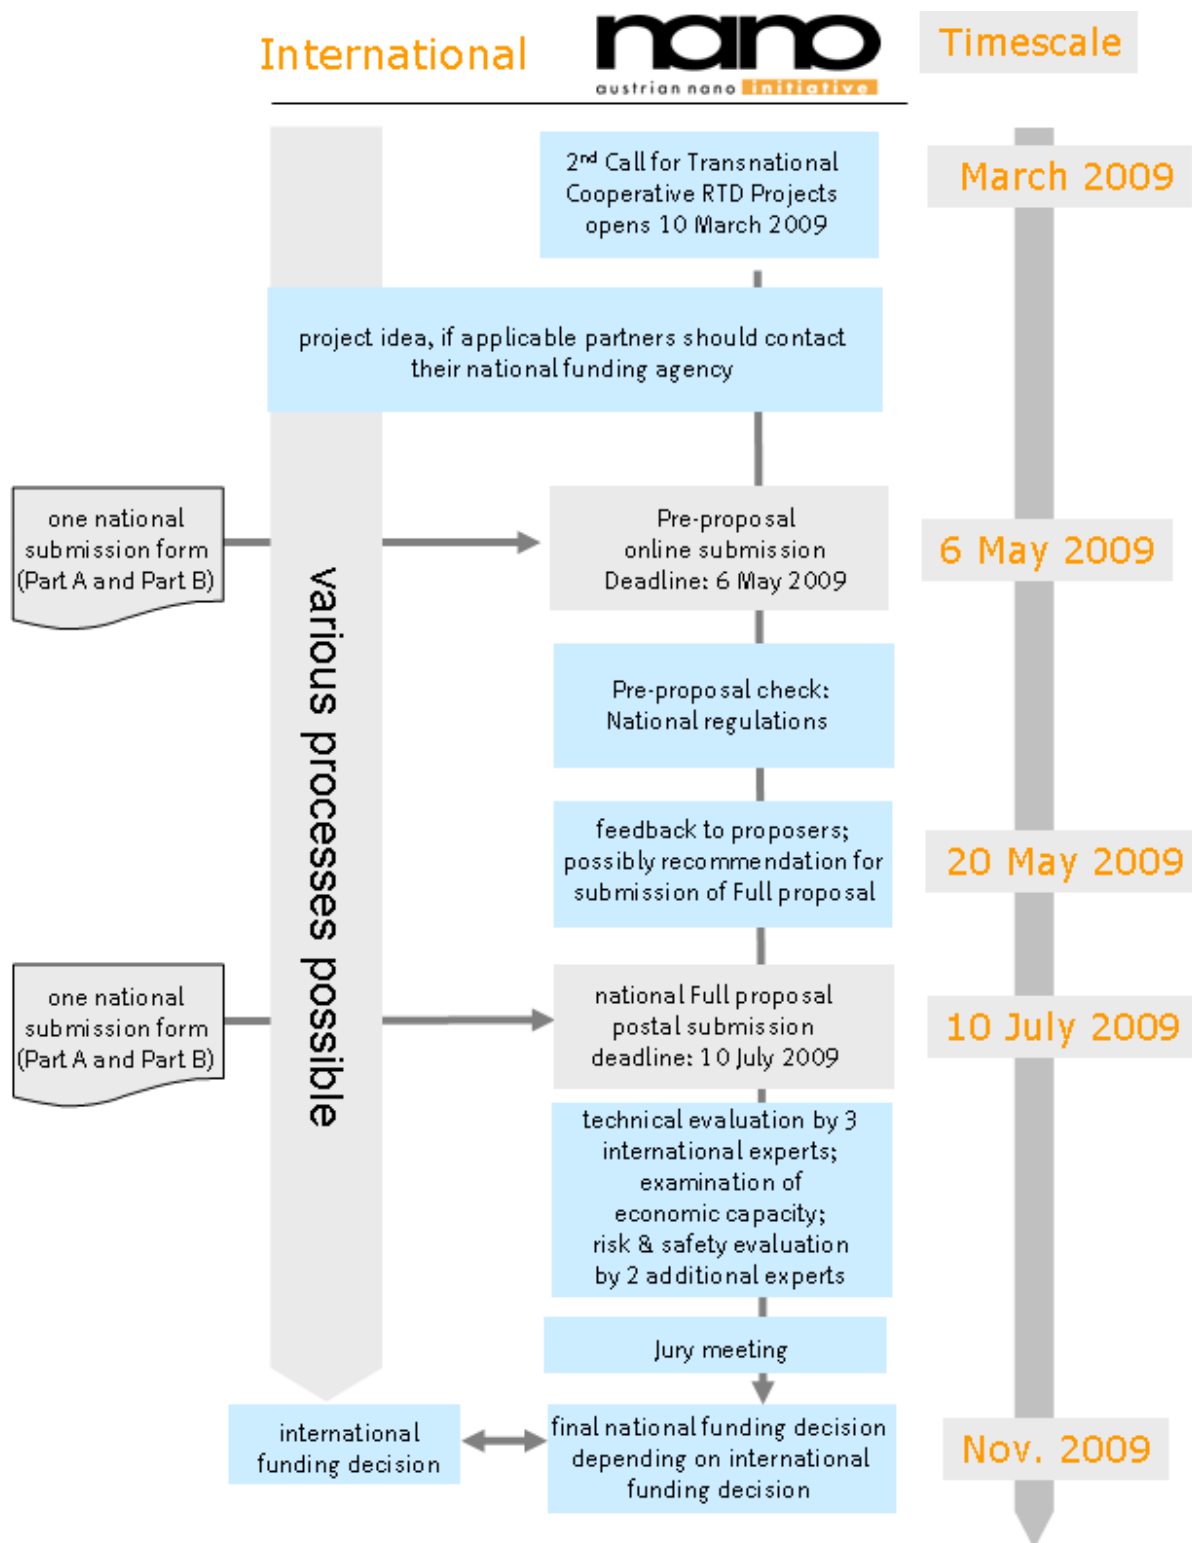 International
nano
austrian nano initiative
Timescale
2nd Call for Transnational
Cooperative RTD Projects
opens 10 March 2009
March 2009
project idea, if applicable partners should contact
their national funding agency
one national
submission form
(Part A and Part B)
Pre-proposal
online submission
Deadline: 6 May 2009
6 May 2009
various processes possible
Pre-proposal check:
National regulations
feedback to proposers;
possibly recommendation for
submission of Full proposal
20 May 2009
one national
submission form
(Part A and Part B)
national Full proposal
postal submission
deadline: 10 July 2009
10 July 2009
technical evaluation by 3
international experts;
examination of
economic capacity;
risk & safety evaluation
by 2 additional experts
Jury meeting
international
funding decision
final national funding decision
depending on international
funding decision
Nov. 2009